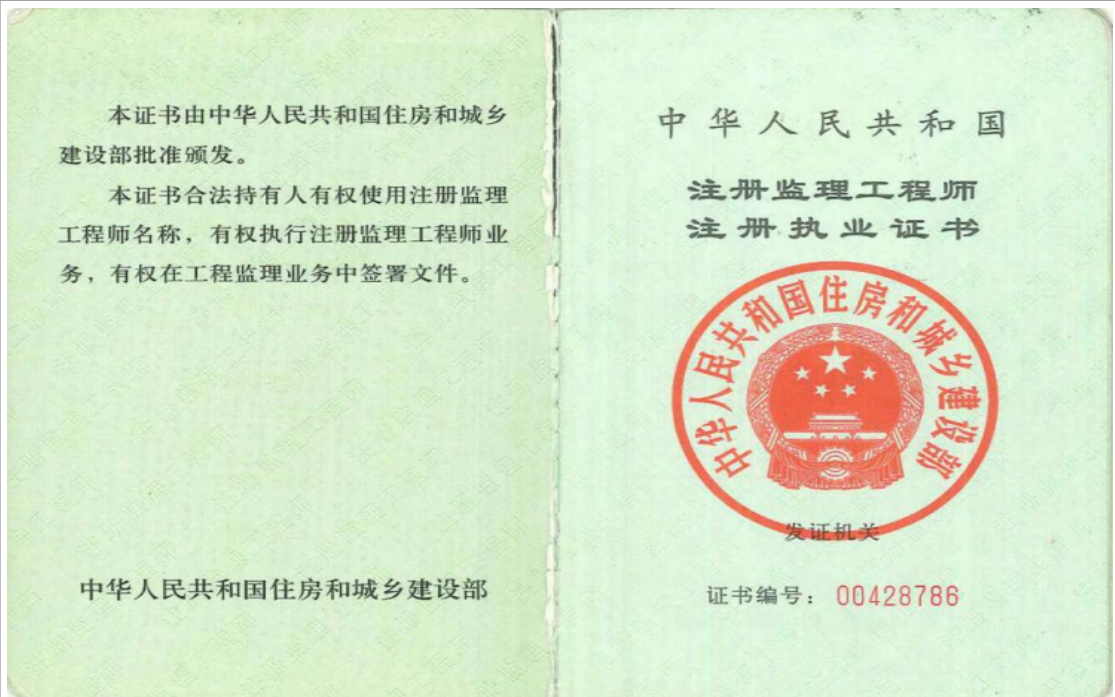 本证书由中华人民共和国住房和城乡
建设部批准颁发。
本证书合法持有人有权使用注册监理
工程师名称，有权执行注册监理工程师业
务，有权在工程监理业务中签署文件。
中华人民共和国住房和城乡建设部
中华人民共和国
注册监理工程师
注册执业证书
中华人民共和国住房和城乡建设部
发证机关
证书编号：00428786